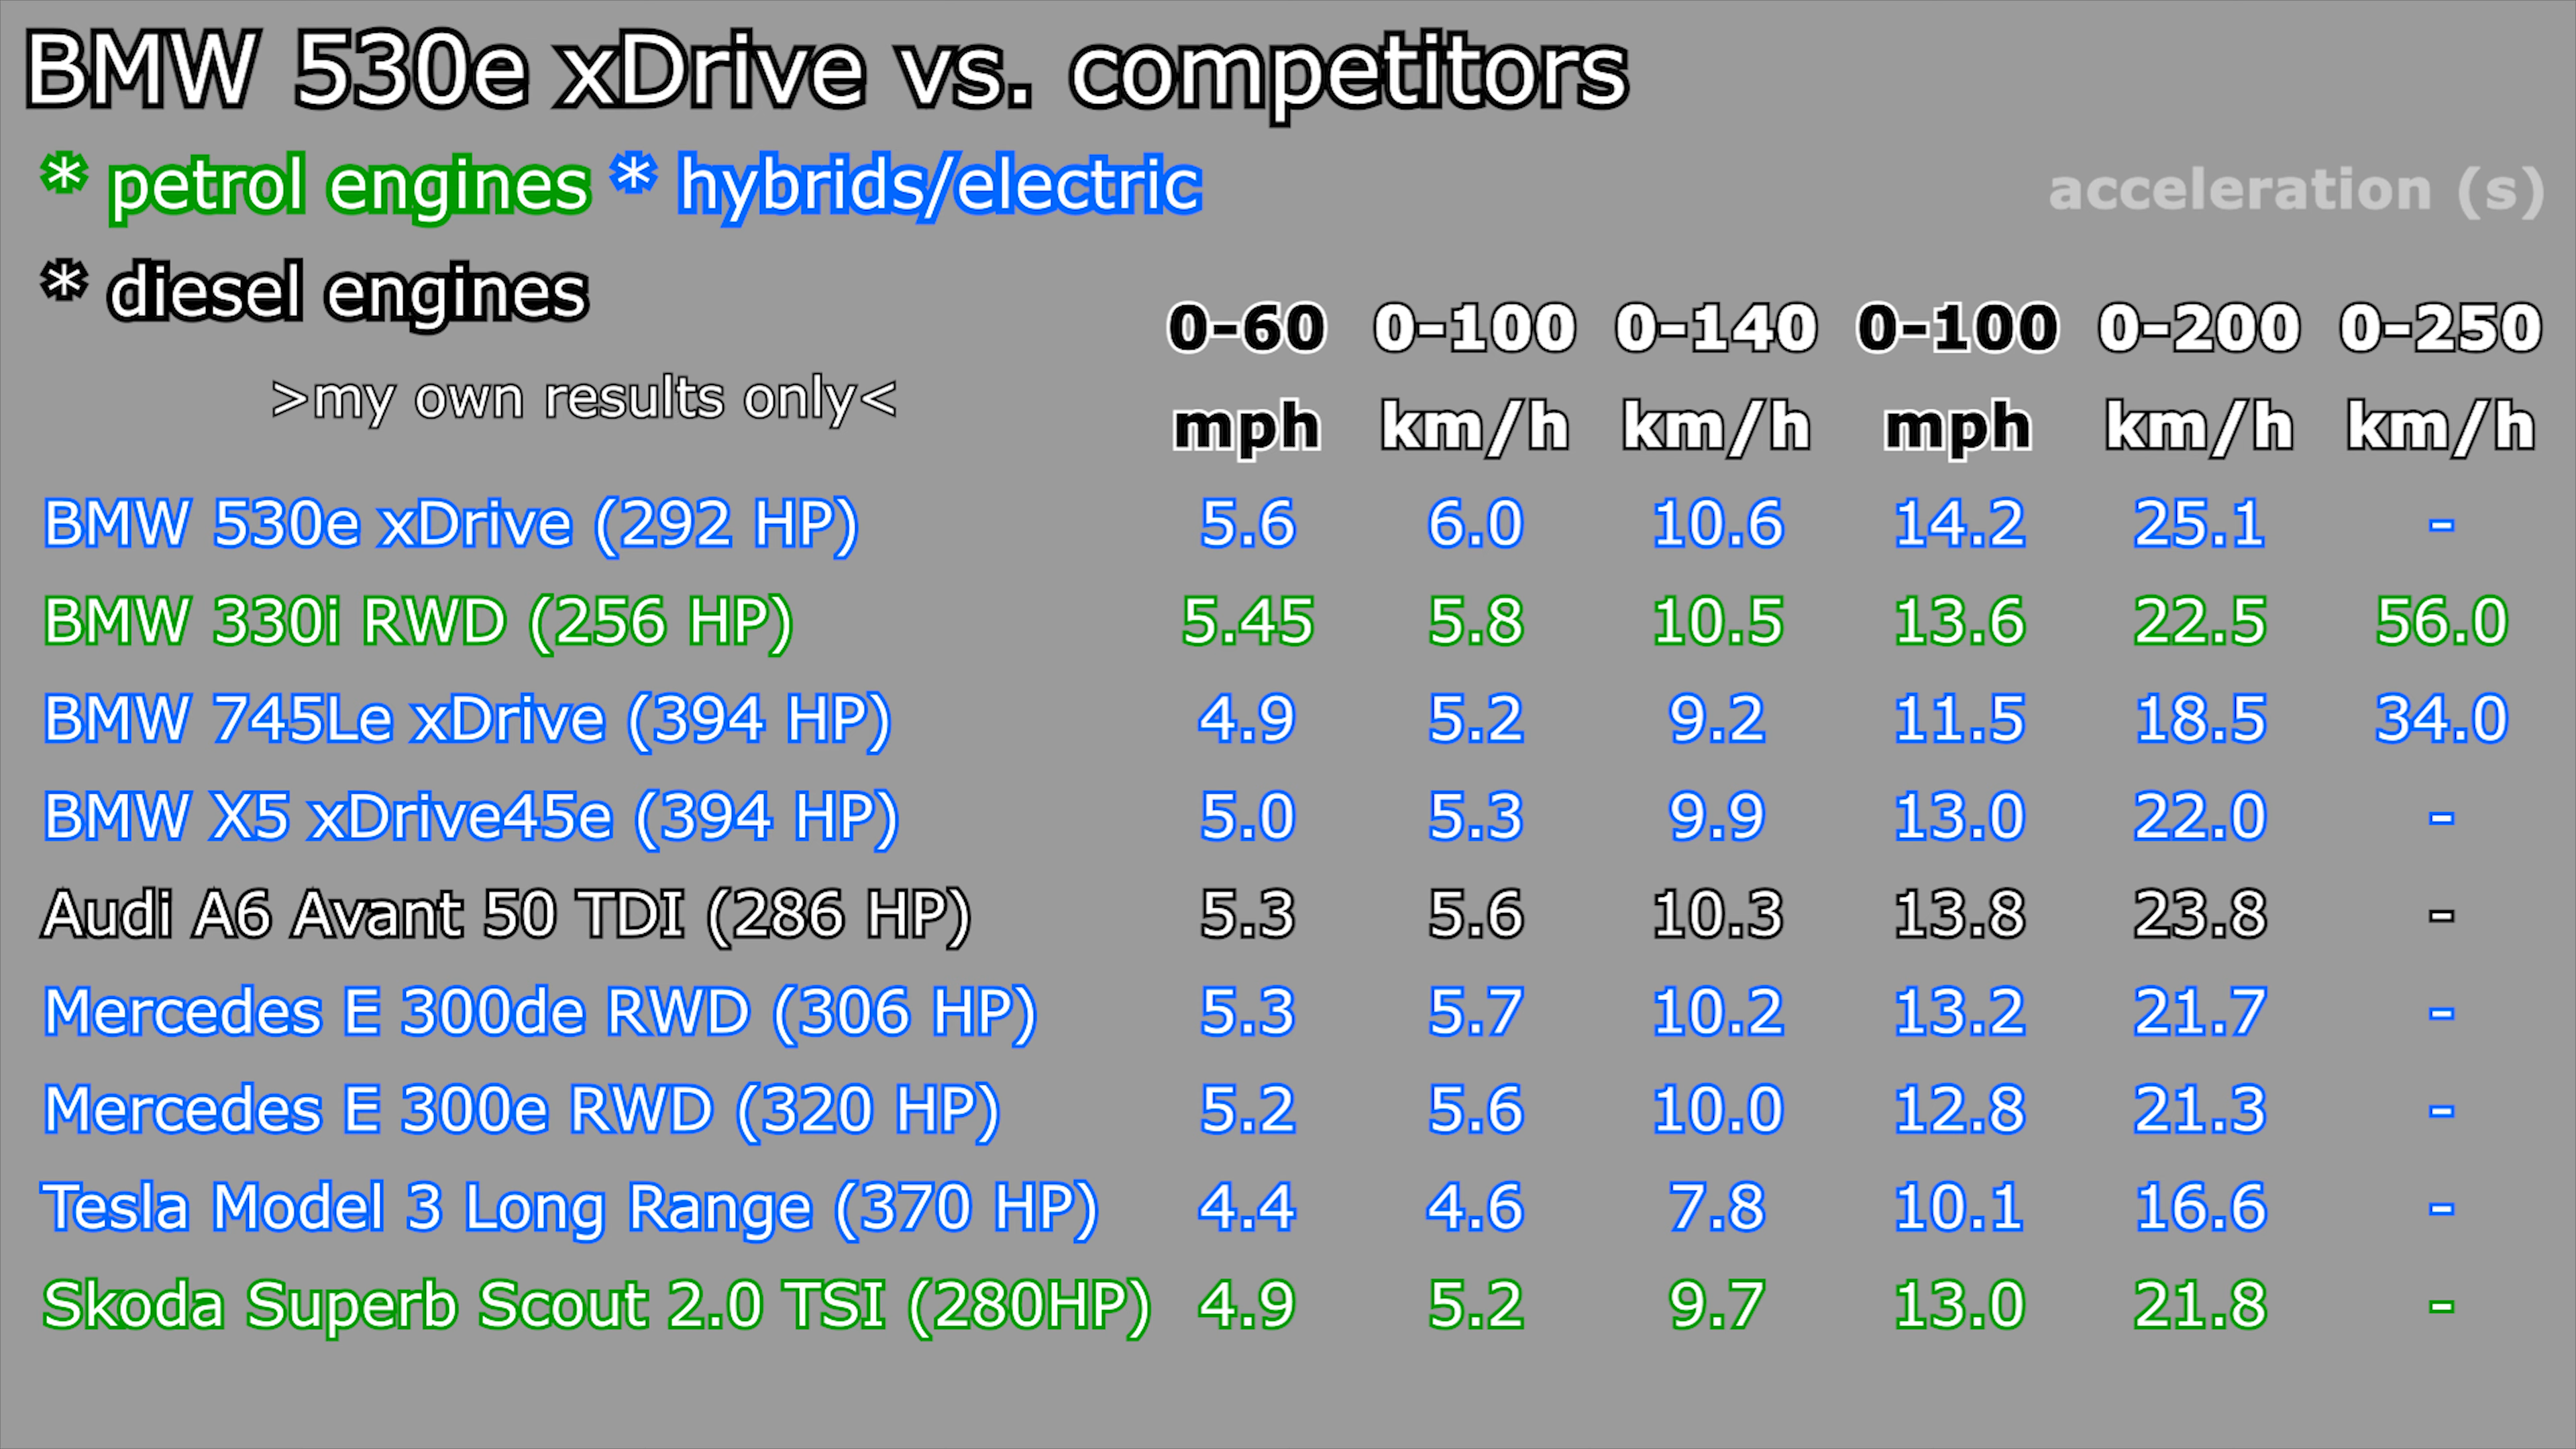 BMW 530e xDrive vs. competitors
* petrol engines * hybrids/electric
acceleration (s)
* diesel engines
0-60 0-100 0-140 0-100 0-200 0-250
>my own results only<
mph km/h km/h mph km/h km/h
BMW 530e xDrive (292 HP) 5.6 6.0 10.6 14.2 25.1 -
BMW 330i RWD (256 HP) 5.45 5.8 10.5 13.6 22.5 56.0
BMW 745Le xDrive (394 HP) 4.9 5.2 9.2 11.5 18.5 34.0
BMW X5 xDrive45e (394 HP) 5.0 5.3 9.9 13.0 22.0 -
Audi A6 Avant 50 TDI (286 HP) 5.3 5.6 10.3 13.8 23.8 -
Mercedes E 300de RWD (306 HP) 5.3 5.7 10.2 13.2 21.7 -
Mercedes E 300e RWD (320 HP) 5.2 5.6 10.0 12.8 21.3 -
Tesla Model 3 Long Range (370 HP) 4.4 4.6 7.8 10.1 16.6 -
Skoda Superb Scout 2.0 TSI (280HP) 4.9 5.2 9.7 13.0 21.8 -